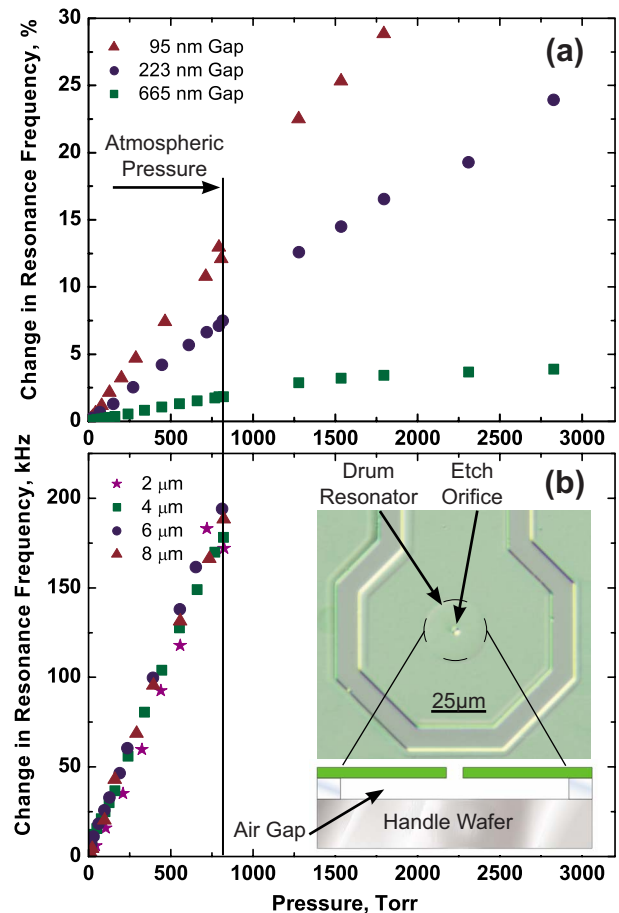 Change in Resonance Frequency, %
30
25
20
15
10
5
0
(a)
95 nm Gap
223 nm Gap
665 nm Gap
Atmospheric
Pressure
0 500 1000 1500 2000 2500 3000
Change in Resonance Frequency, kHz
200
150
100
50
0
2 μm
4 μm
6 μm
8 μm
Drum
Resonator
Etch
Orifice
(b)
25μm
Air Gap
Handle Wafer
0 500 1000 1500 2000 2500 3000
Pressure, Torr